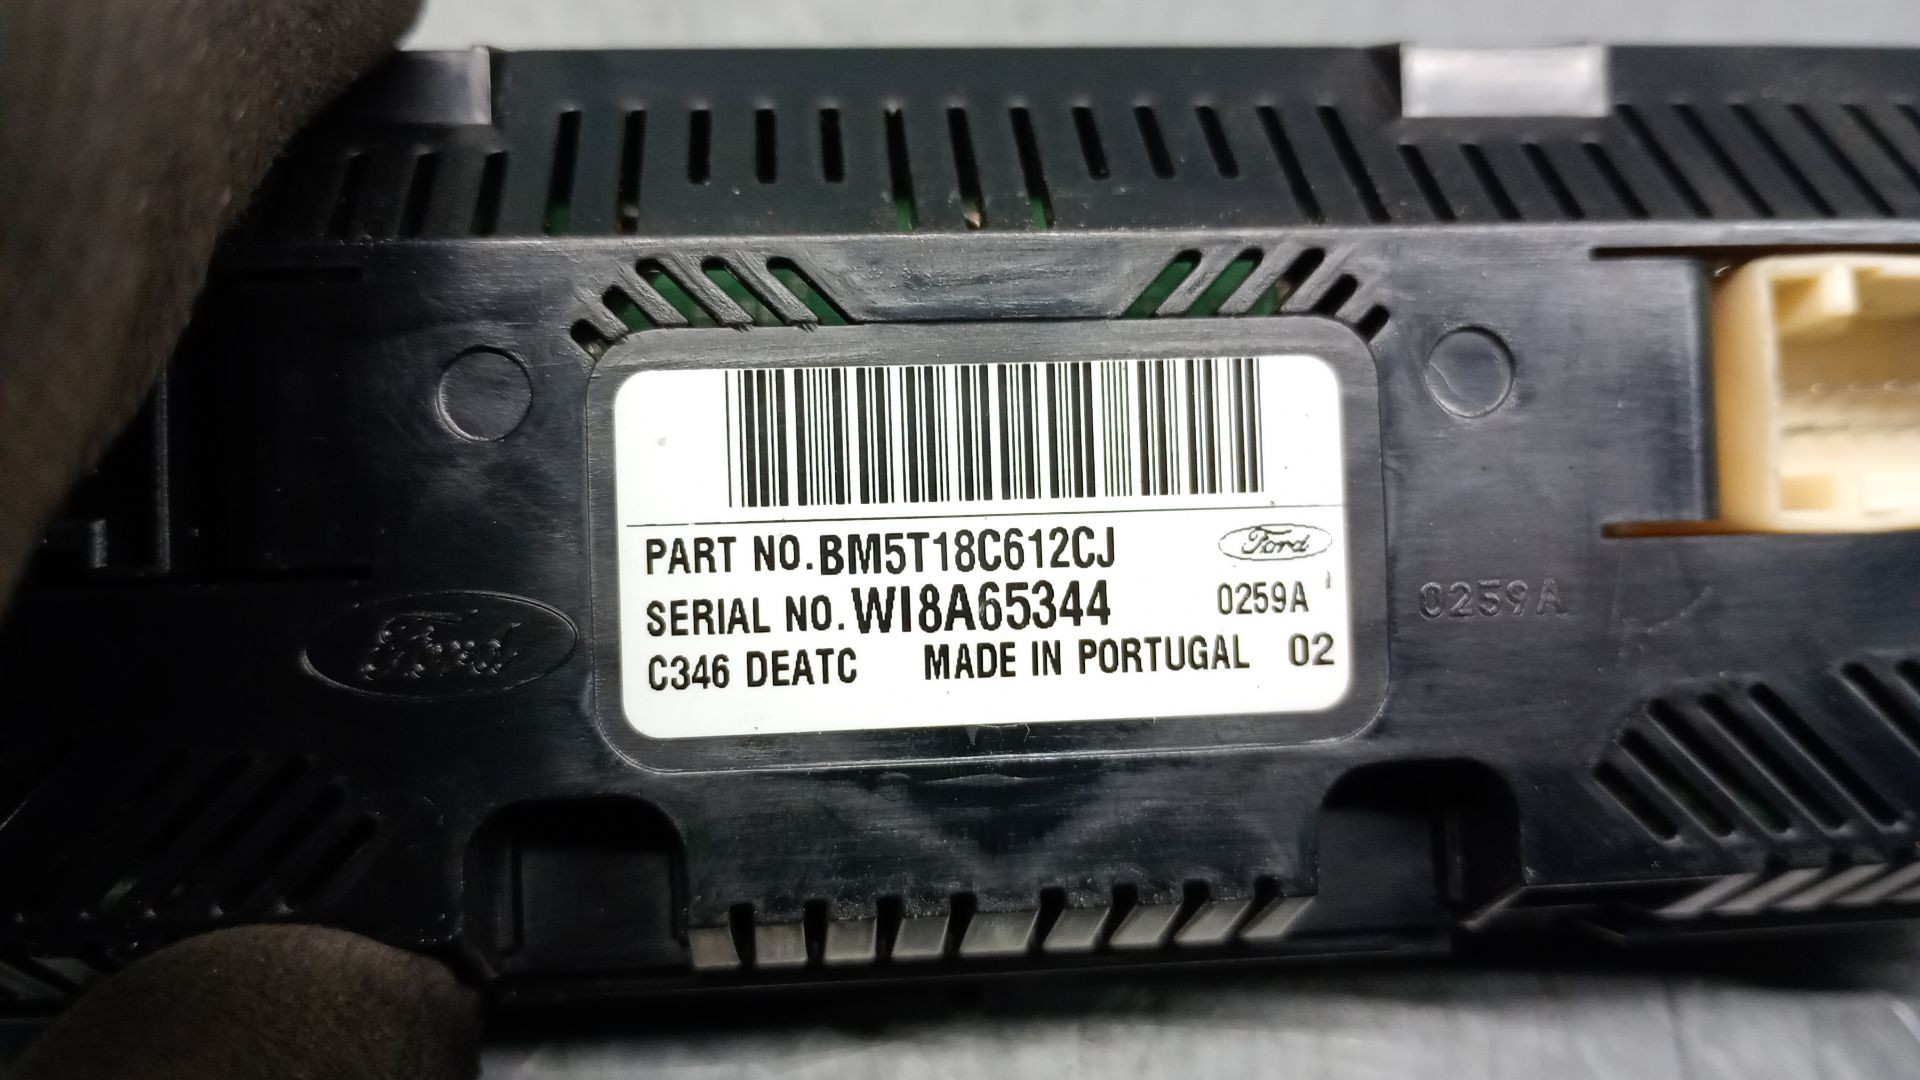 PART NO.BM5T18C612CJ Ford
SERIAL NO.WI8A65344 0259A
C346 DEATC MADE IN PORTUGAL 02
Ford
0259A